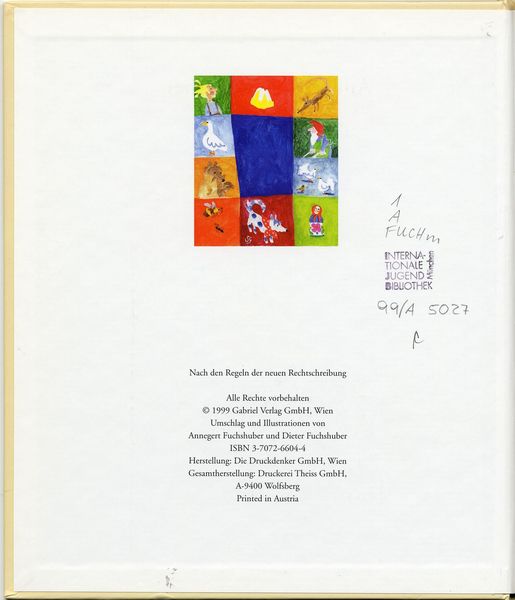 1
A
FUCHm
INTERNA-
TIONALE
JUGEND
BIBLIOTHEK
München
99/A 5027
Nach den Regeln der neuen Rechtschreibung
Alle Rechte vorbehalten
© 1999 Gabriel Verlag GmbH, Wien
Umschlag und Illustrationen von
Annegert Fuchshuber und Dieter Fuchshuber
ISBN 3-7072-6604-4
Herstellung: Die Druckdenker GmbH, Wien
Gesamtherstellung: Druckerei Theiss GmbH,
A-9400 Wolfsberg
Printed in Austria